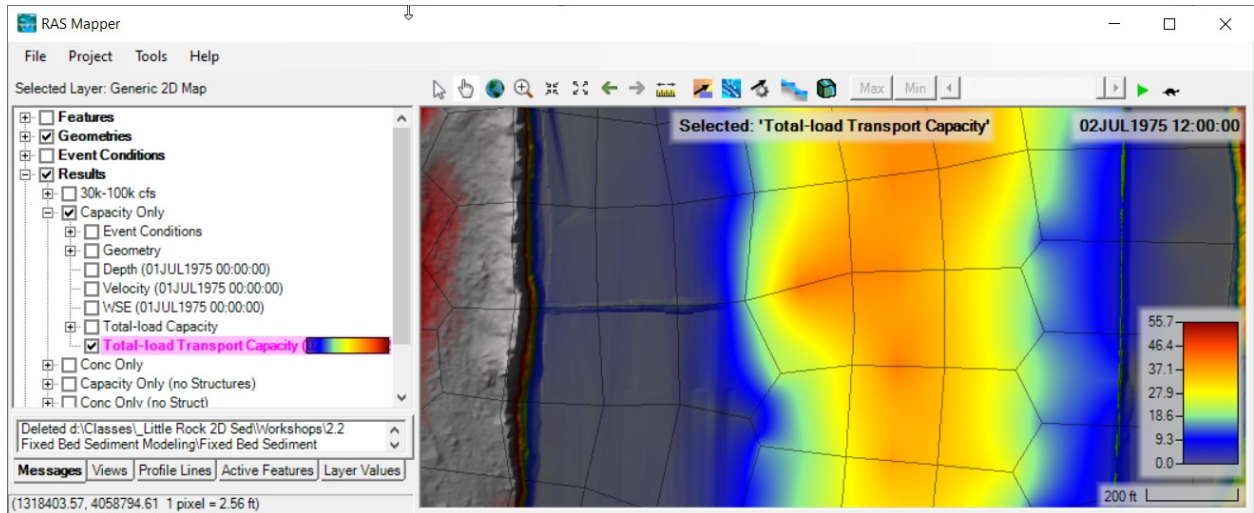 RAS Mapper
File Project Tools Help
Selected Layer: Generic 2D Map
Max Min
Features
Geometries
Event Conditions
Results
30k-100k cfs
Capacity Only
Event Conditions
Geometry
Depth (01JUL1975 00:00:00)
Velocity (01JUL1975 00:00:00)
WSE (01JUL1975 00:00:00)
Total-load Capacity
Total-load Transport Capacity (
Conc Only
Capacity Only (no Structures)
Conc Only (no Struct)
Deleted d:\Classes\_Little Rock 2D Sed\Workshops\2.2
Fixed Bed Sediment Modeling\Fixed Bed Sediment
Messages Views Profile Lines Active Features Layer Values
(1318403.57, 4058794.61 1 pixel = 2.56 ft)
Selected: 'Total-load Transport Capacity'
02JUL1975 12:00:00
55.7
46.4
37.1
27.9
18.6
9.3
0.0
200 ft